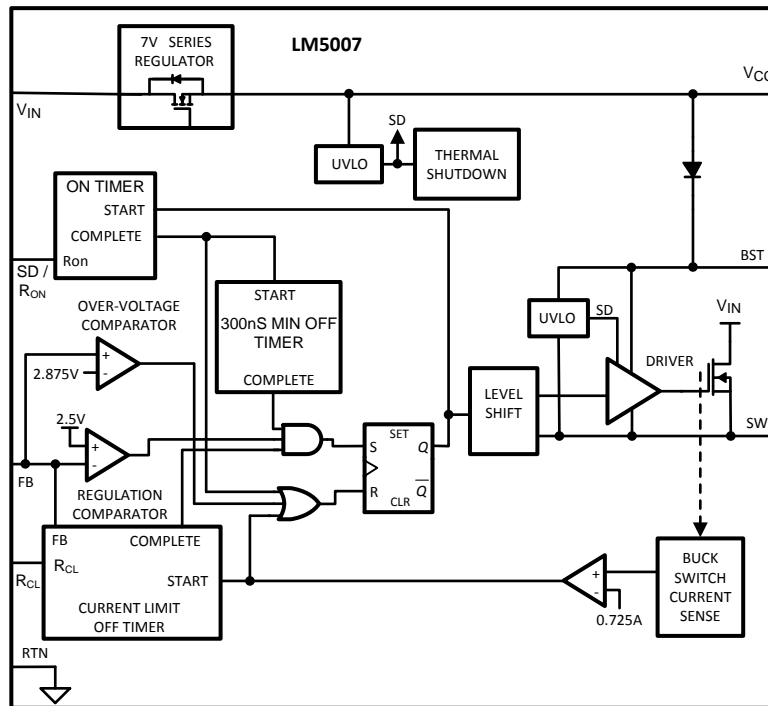 7V SERIES
REGULATOR
LM5007
VIN
VCC
SD
UVLO
THERMAL
SHUTDOWN
ON TIMER
START
COMPLETE
Ron
SD /
RON
BST
OVER-VOLTAGE
COMPARATOR
START
300nS MIN OFF
TIMER
COMPLETE
UVLO
SD
VIN
+
-
2.875V
DRIVER
LEVEL
SHIFT
2.5V
+
-
SET
S
Q
R
Q
CLR
SW
FB
REGULATION
COMPARATOR
FB
COMPLETE
RCL
RCL
START
CURRENT LIMIT
OFF TIMER
+
-
0.725A
BUCK
SWITCH
CURRENT
SENSE
RTN